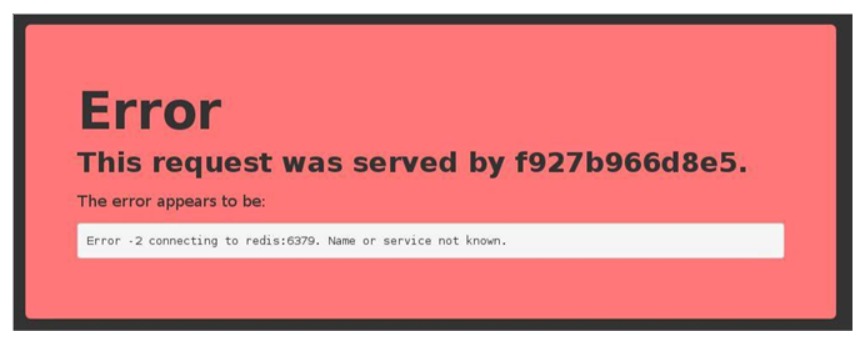 Error
This request was served by f927b966d8e5.
The error appears to be:
Error -2 connecting to redis:6379. Name or service not known.